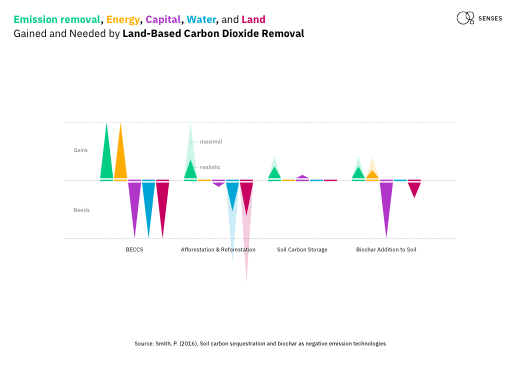 Emission removal, Energy, Capital, Water, and Land
Gained and Needed by Land-Based Carbon Dioxide Removal
SENSES
maximal
Gains
realistic
Needs
BECCS
Afforestation & Reforestation
Soil Carbon Storage
Biochar Addition to Soil
Source: Smith, P. (2016), Soil carbon sequestration and biochar as negative emission technologies